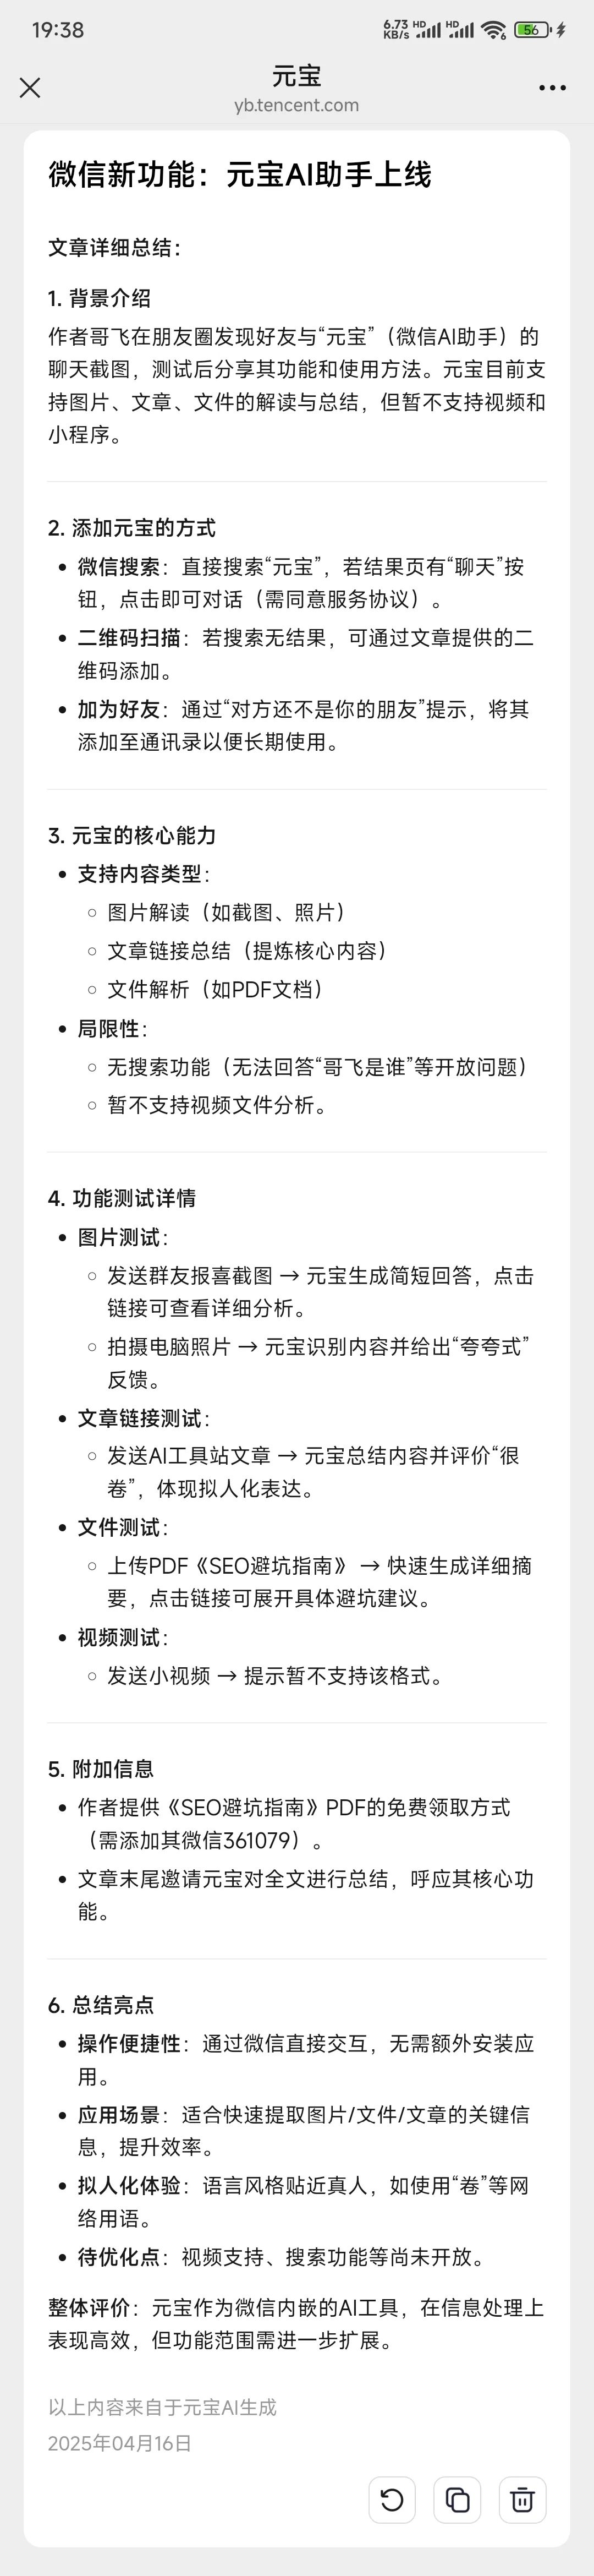 19:38
6.73 KB/s HD HD 6 56
元宝
yb.tencent.com
微信新功能：元宝AI助手上线
文章详细总结：
1. 背景介绍
作者哥飞在朋友圈发现好友与“元宝”（微信AI助手）的
聊天截图，测试后分享其功能和使用方法。元宝目前支
持图片、文章、文件的解读与总结，但暂不支持视频和
小程序。
2. 添加元宝的方式
• 微信搜索：直接搜索“元宝”，若结果页有“聊天”按
钮，点击即可对话（需同意服务协议）。
• 二维码扫描：若搜索无结果，可通过文章提供的二
维码添加。
• 加为好友：通过“对方还不是你的朋友”提示，将其
添加至通讯录以便长期使用。
3. 元宝的核心能力
• 支持内容类型：
○ 图片解读（如截图、照片）
○ 文章链接总结（提炼核心内容）
○ 文件解析（如PDF文档）
• 局限性：
○ 无搜索功能（无法回答“哥飞是谁”等开放问题）
○ 暂不支持视频文件分析。
4. 功能测试详情
• 图片测试：
○ 发送群友报喜截图 → 元宝生成简短回答，点击
链接可查看详细分析。
○ 拍摄电脑照片 → 元宝识别内容并给出“夸夸式”
反馈。
• 文章链接测试：
○ 发送AI工具站文章 → 元宝总结内容并评价“很
卷”，体现拟人化表达。
• 文件测试：
○ 上传PDF《SEO避坑指南》 → 快速生成详细摘
要，点击链接可展开具体避坑建议。
• 视频测试：
○ 发送小视频 → 提示暂不支持该格式。
5. 附加信息
• 作者提供《SEO避坑指南》PDF的免费领取方式
（需添加其微信361079）。
• 文章末尾邀请元宝对全文进行总结，呼应其核心功
能。
6. 总结亮点
• 操作便捷性：通过微信直接交互，无需额外安装应
用。
• 应用场景：适合快速提取图片/文件/文章的关键信
息，提升效率。
• 拟人化体验：语言风格贴近真人，如使用“卷”等网
络用语。
• 待优化点：视频支持、搜索功能等尚未开放。
整体评价：元宝作为微信内嵌的AI工具，在信息处理上
表现高效，但功能范围需进一步扩展。
以上内容来自于元宝AI生成
2025年04月16日